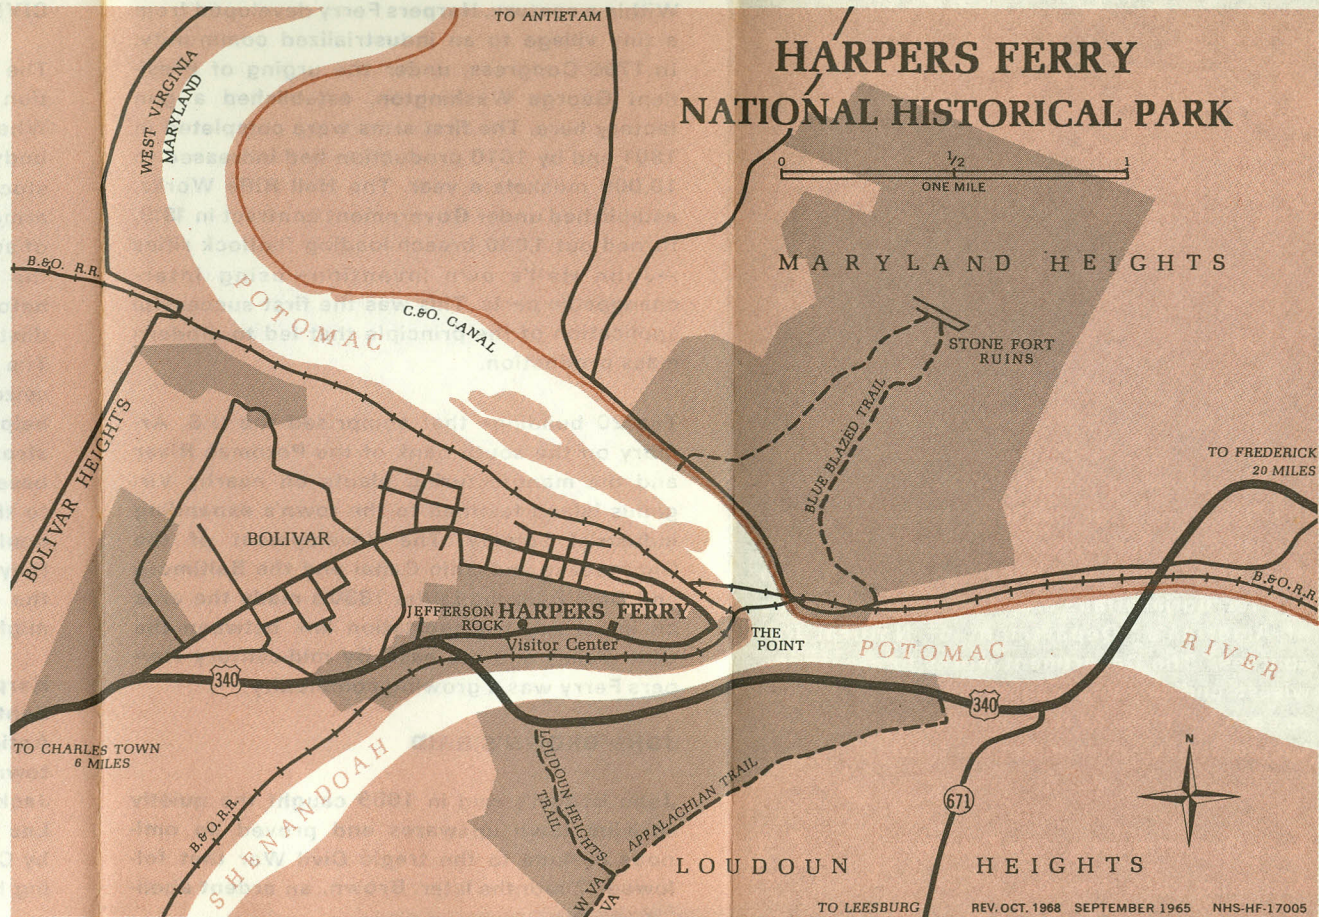 TO ANTIETAM
HARPERS FERRY
NATIONAL HISTORICAL PARK
0 1/2 1
ONE MILE
WEST VIRGINIA
MARYLAND
B.&O. R.R.
POTOMAC
C.&O. CANAL
MARYLAND HEIGHTS
STONE FORT
RUINS
BLUE BLAZED TRAIL
TO FREDERICK
20 MILES
BOLIVAR HEIGHTS
BOLIVAR
JEFFERSON
ROCK
HARPERS FERRY
Visitor Center
THE
POINT
B.&O.R.R.
POTOMAC RIVER
340
340
TO CHARLES TOWN
6 MILES
B.&O.R.R.
SHENANDOAH
LOUDOUN HEIGHTS
TRAIL
APPALACHIAN TRAIL
W VA
VA
671
N
LOUDOUN HEIGHTS
TO LEESBURG
REV. OCT. 1968 SEPTEMBER 1965 NHS-HF-17005